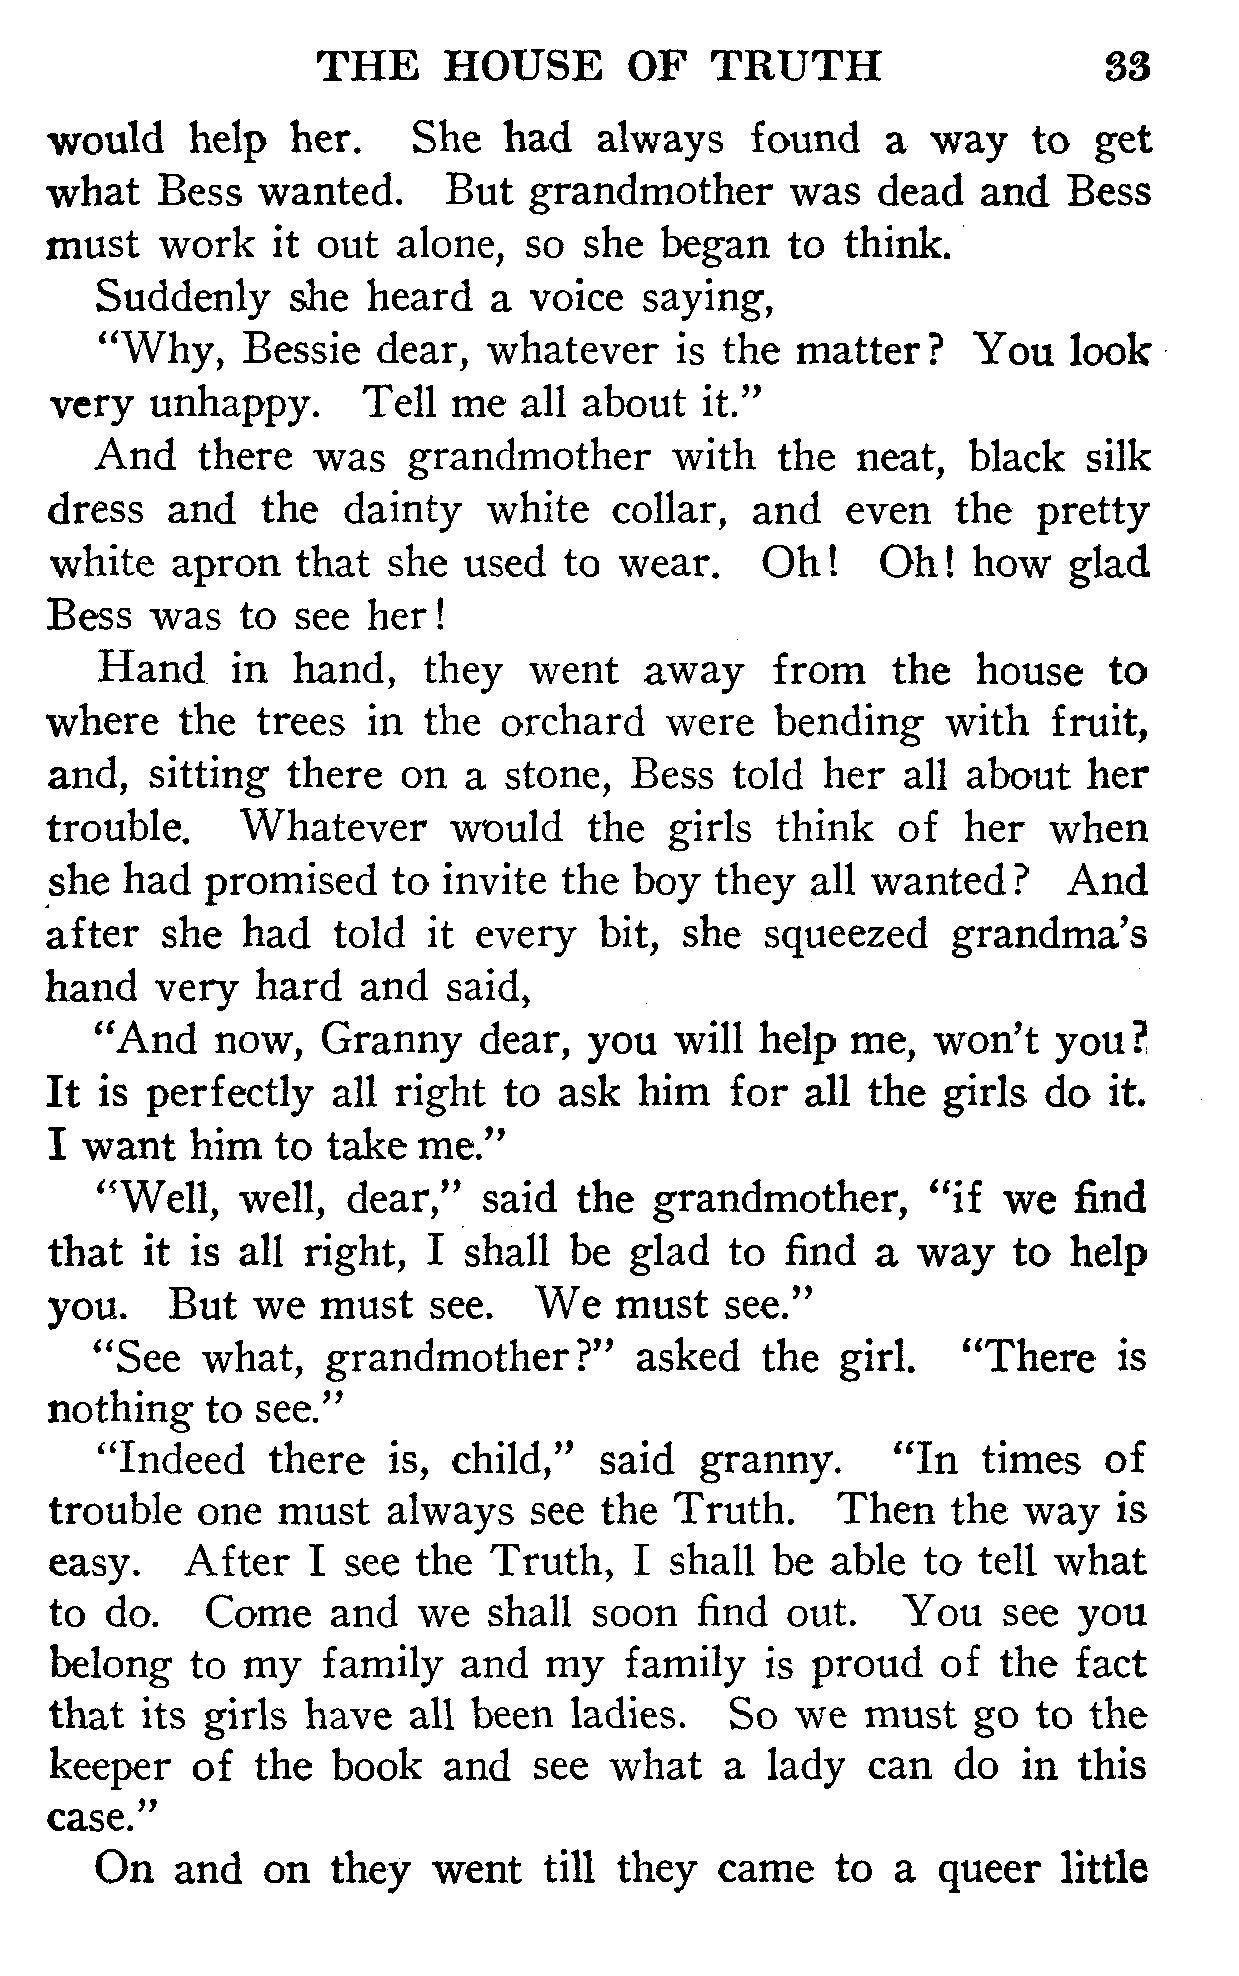 THE HOUSE OF TRUTH 33
would help her. She had always found a way to get
what Bess wanted. But grandmother was dead and Bess
must work it out alone, so she began to think.
Suddenly she heard a voice saying,
"Why, Bessie dear, whatever is the matter? You look
very unhappy. Tell me all about it."
And there was grandmother with the neat, black silk
dress and the dainty white collar, and even the pretty
white apron that she used to wear. Oh! Oh! how glad
Bess was to see her!
Hand in hand, they went away from the house to
where the trees in the orchard were bending with fruit,
and, sitting there on a stone, Bess told her all about her
trouble. Whatever would the girls think of her when
she had promised to invite the boy they all wanted? And
after she had told it every bit, she squeezed grandma's
hand very hard and said,
"And now, Granny dear, you will help me, won't you?
It is perfectly all right to ask him for all the girls do it.
I want him to take me."
"Well, well, dear," said the grandmother, "if we find
that it is all right, I shall be glad to find a way to help
you. But we must see. We must see."
"See what, grandmother?" asked the girl. "There is
nothing to see."
"Indeed there is, child," said granny. "In times of
trouble one must always see the Truth. Then the way is
easy. After I see the Truth, I shall be able to tell what
to do. Come and we shall soon find out. You see you
belong to my family and my family is proud of the fact
that its girls have all been ladies. So we must go to the
keeper of the book and see what a lady can do in this
case."
On and on they went till they came to a queer little